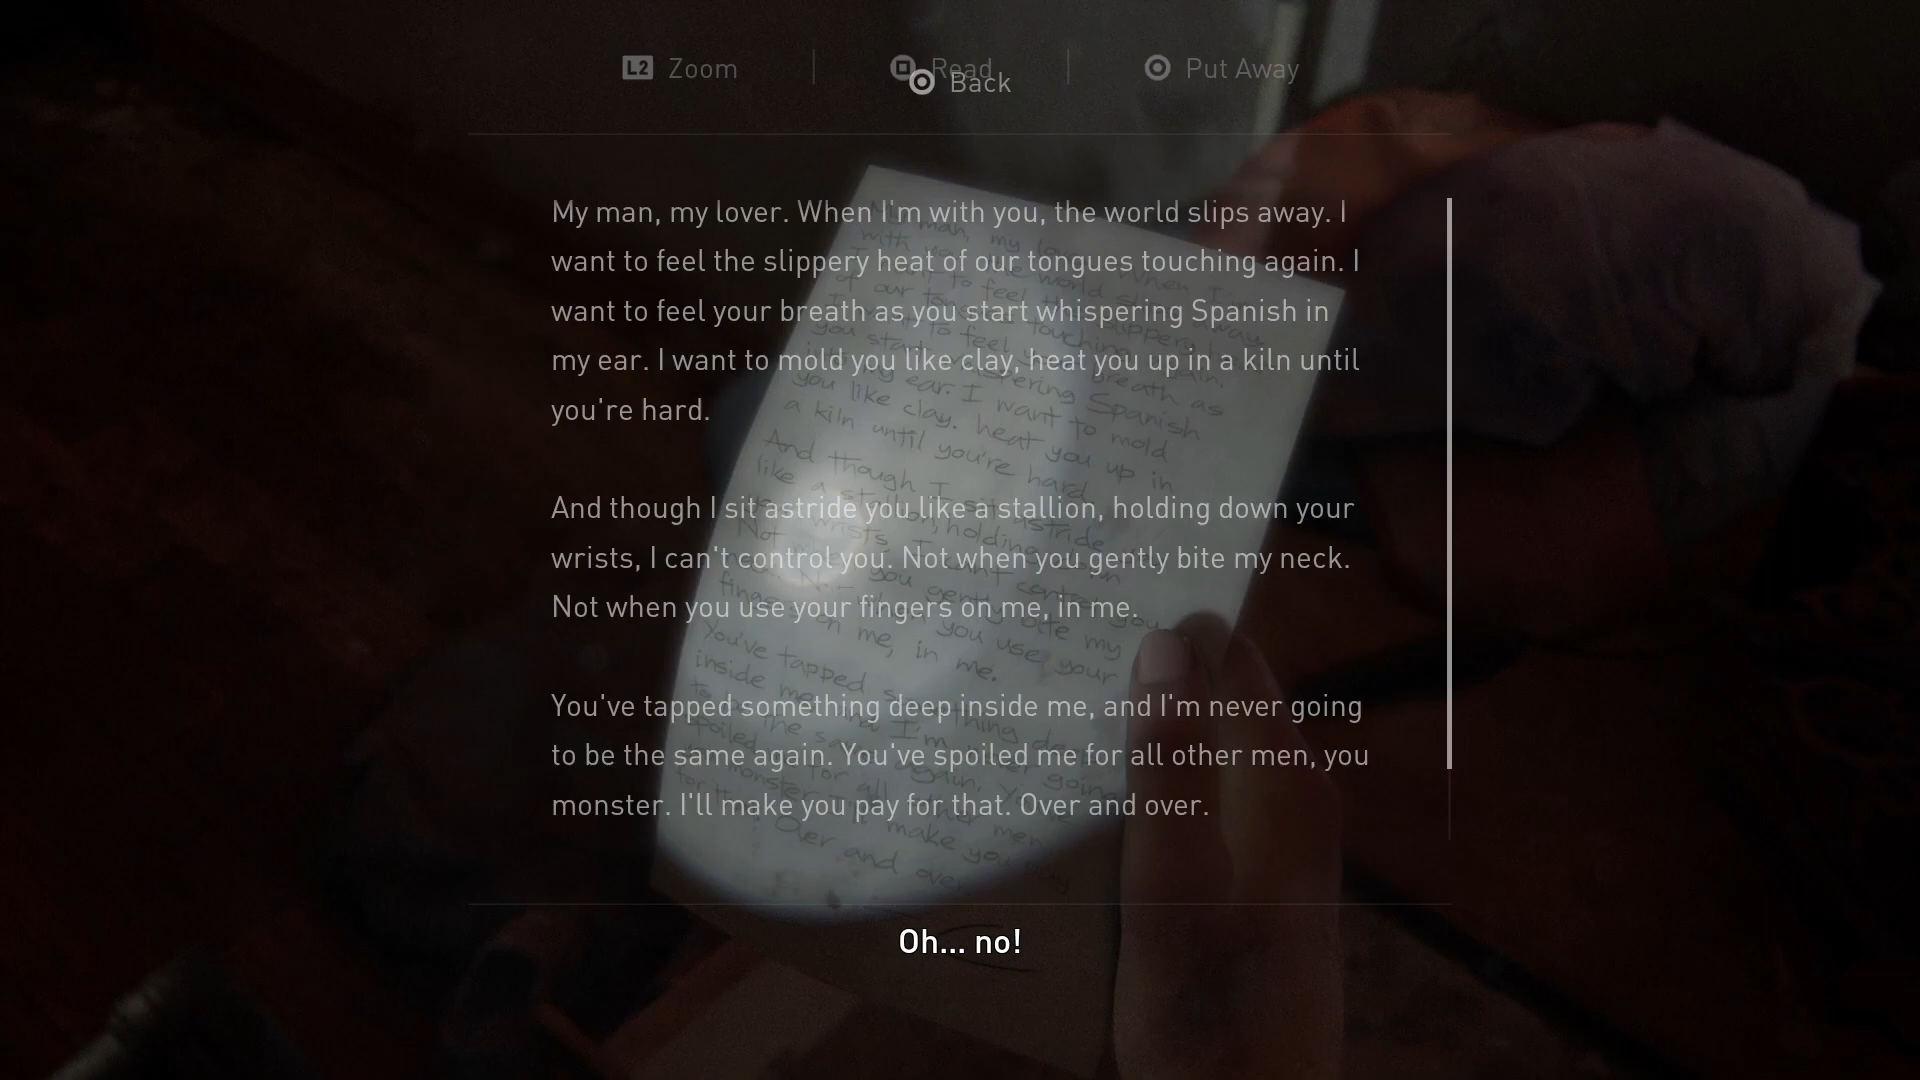 L2 Zoom
Read
Put Away
Back
My man, my lover. When I'm with you, the world slips away. I
want to feel the slippery heat of our tongues touching again. I
want to feel your breath as you start whispering Spanish in
my ear. I want to mold you like clay, heat you up in a kiln until
you're hard.
And though I sit astride you like a stallion, holding down your
wrists, I can't control you. Not when you gently bite my neck.
Not when you use your fingers on me, in me.
You've tapped something deep inside me, and I'm never going
to be the same again. You've spoiled me for all other men, you
monster. I'll make you pay for that. Over and over.
Oh... no!